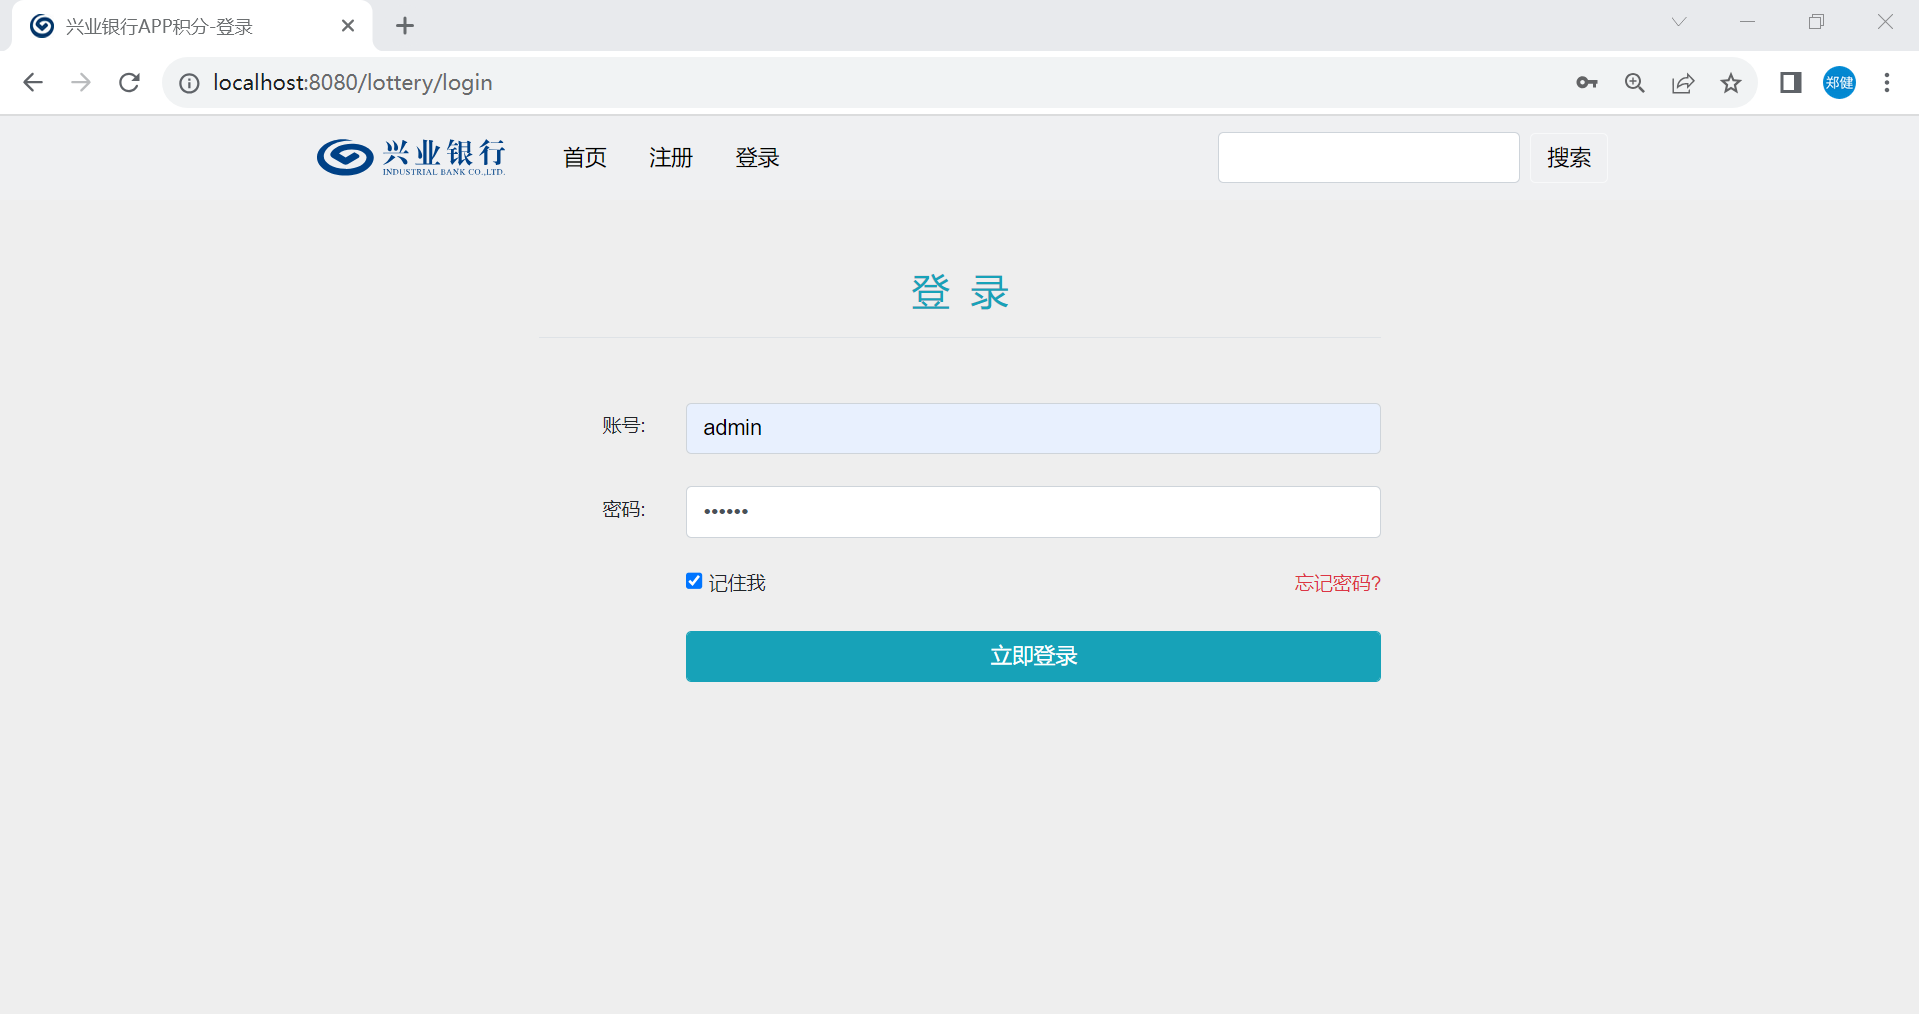 兴业银行APP积分-登录
localhost:8080/lottery/login
郑健
兴业银行
INDUSTRIAL BANK CO.,LTD.
首页 注册 登录 搜索
登 录
账号: admin
密码: ••••••
记住我 忘记密码?
立即登录